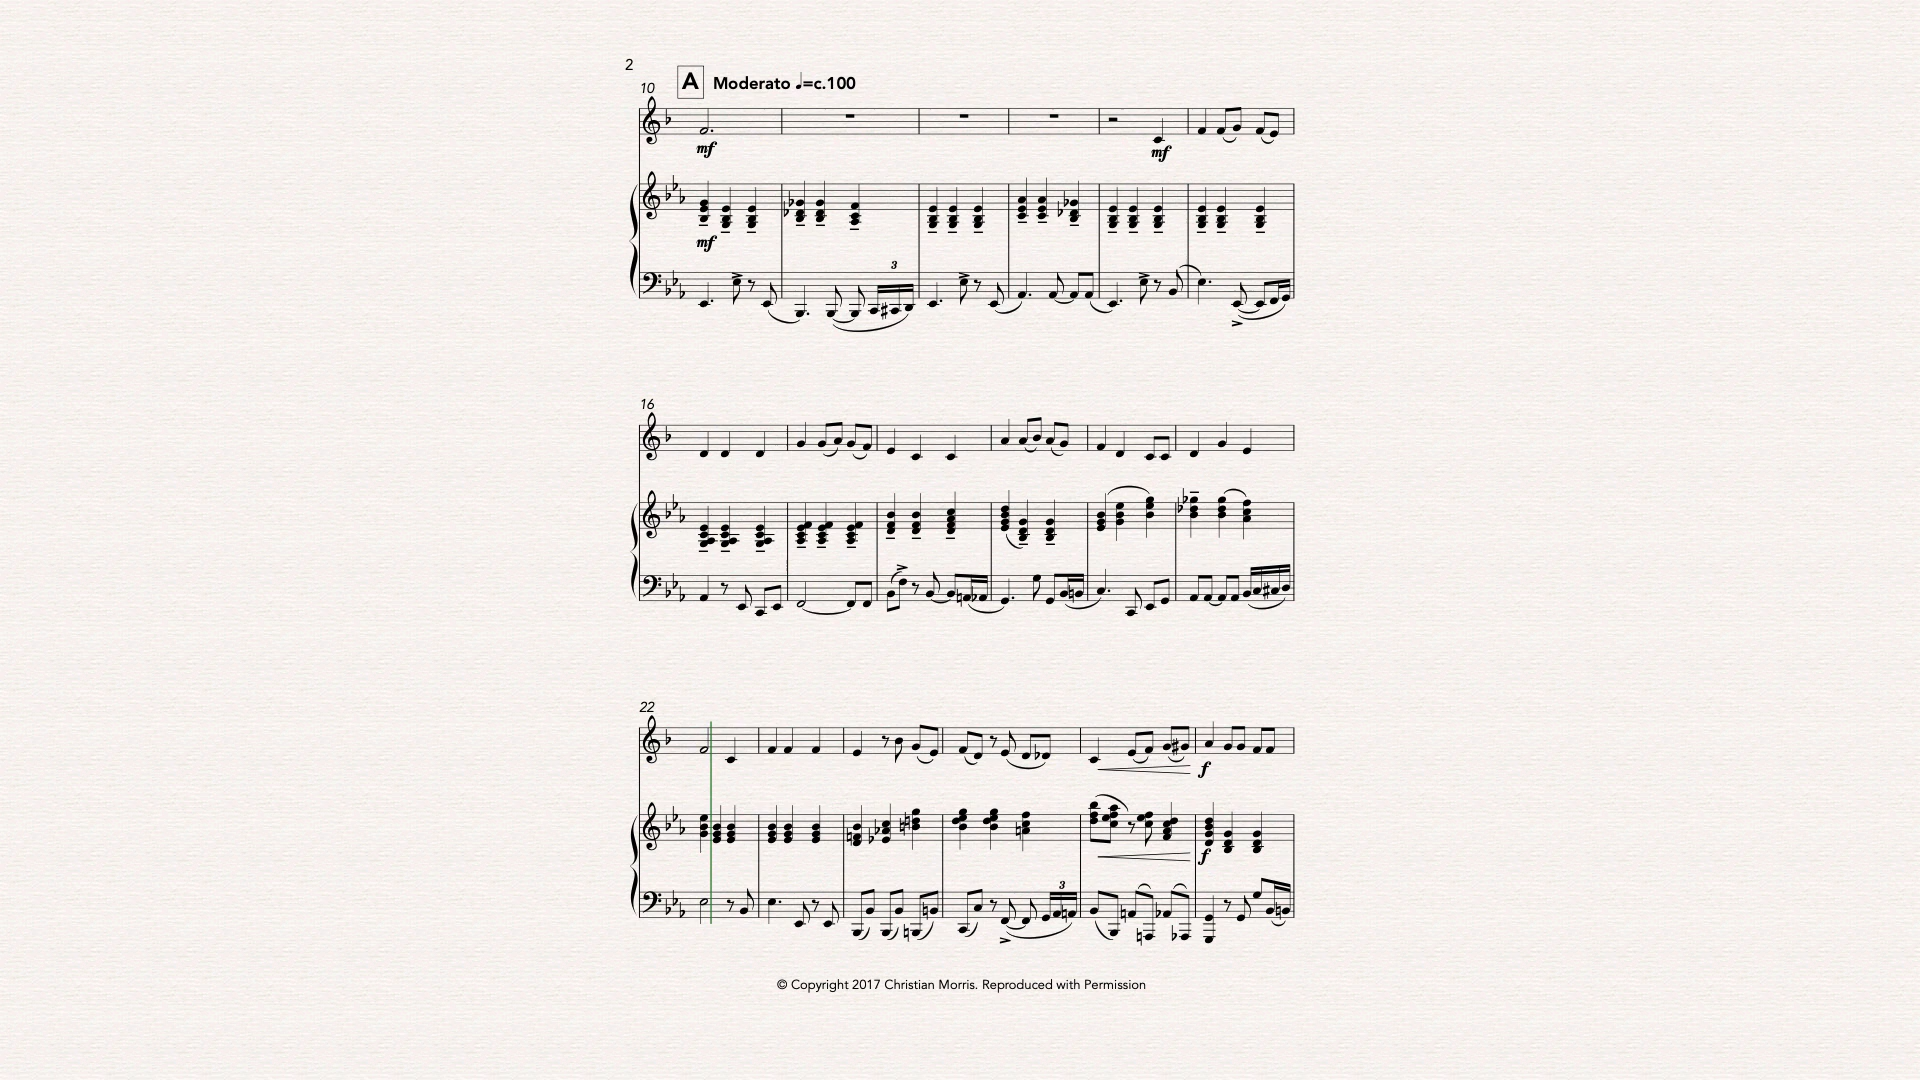 2
A Moderato ♩=c.100
10
mf
mf
mf
3
16
22
f
f
3
© Copyright 2017 Christian Morris. Reproduced with Permission